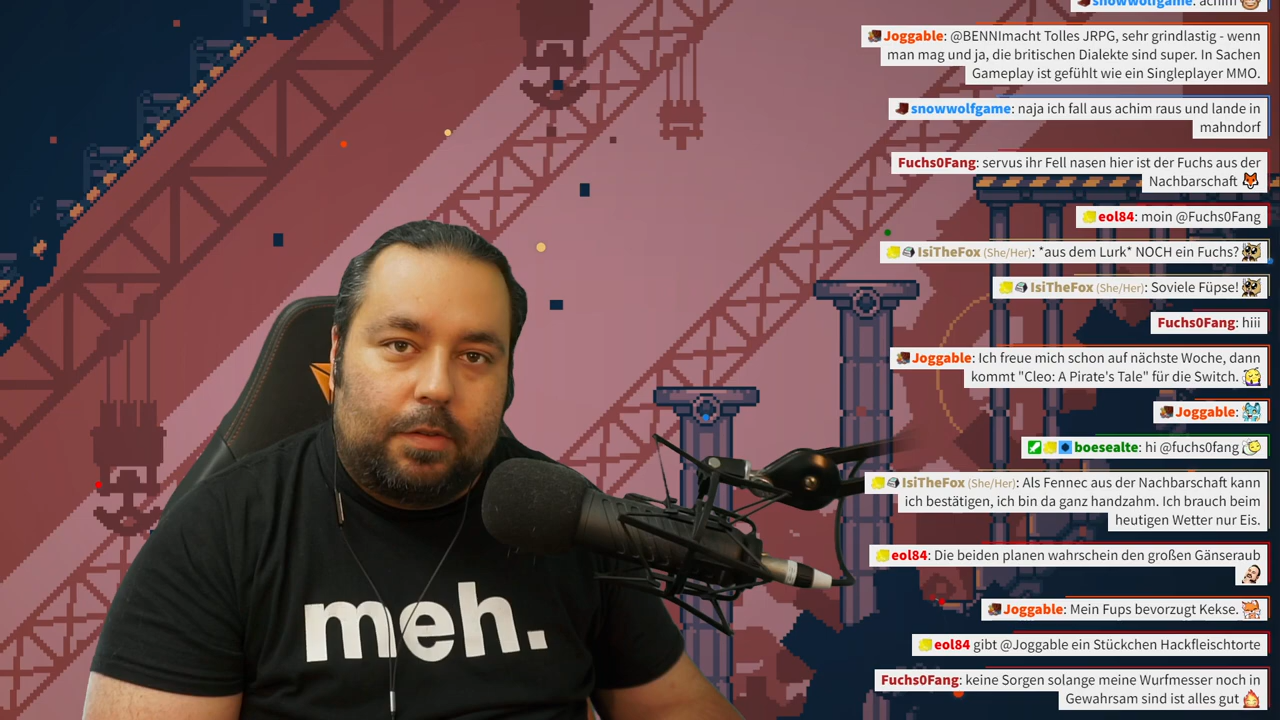 snowwolfgame: achim
Joggable: @BENNImacht Tolles JRPG, sehr grindlastig - wenn
man mag und ja, die britischen Dialekte sind super. In Sachen
Gameplay ist gefühlt wie ein Singleplayer MMO.
snowwolfgame: naja ich fall aus achim raus und lande in
mahndorf
Fuchs0Fang: servus ihr Fell nasen hier ist der Fuchs aus der
Nachbarschaft
eol84: moin @Fuchs0Fang
IsiTheFox (She/Her): *aus dem Lurk* NOCH ein Fuchs?
IsiTheFox (She/Her): Soviele Füpse!
Fuchs0Fang: hiii
Joggable: Ich freue mich schon auf nächste Woche, dann
kommt "Cleo: A Pirate's Tale" für die Switch.
Joggable:
boesealte: hi @fuchs0fang
IsiTheFox (She/Her): Als Fennec aus der Nachbarschaft kann
ich bestätigen, ich bin da ganz handzahm. Ich brauch beim
heutigen Wetter nur Eis.
eol84: Die beiden planen wahrschein den großen Gänseraub
Joggable: Mein Fups bevorzugt Kekse.
eol84 gibt @Joggable ein Stückchen Hackfleischtorte
Fuchs0Fang: keine Sorgen solange meine Wurfmesser noch in
Gewahrsam sind ist alles gut
meh.